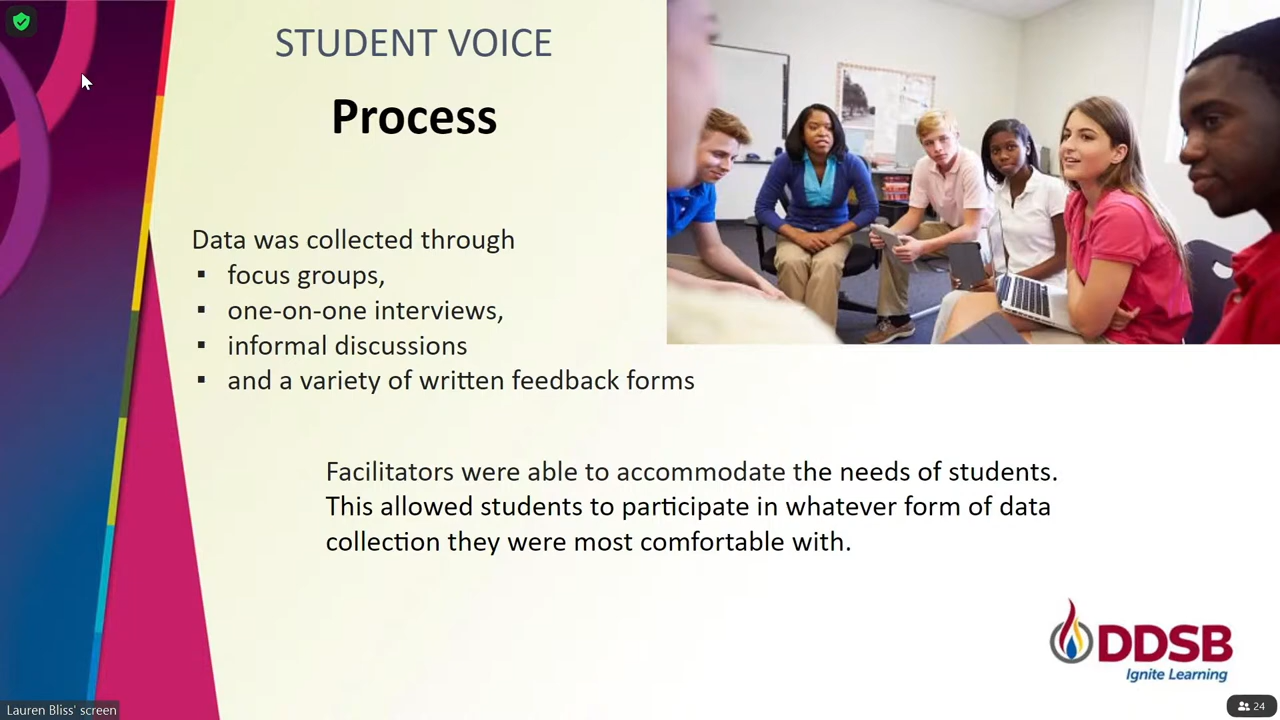 STUDENT VOICE
Process
Data was collected through
▪ focus groups,
▪ one-on-one interviews,
▪ informal discussions
▪ and a variety of written feedback forms
Facilitators were able to accommodate the needs of students.
This allowed students to participate in whatever form of data
collection they were most comfortable with.
DDSB
Ignite Learning
Lauren Bliss' screen
24